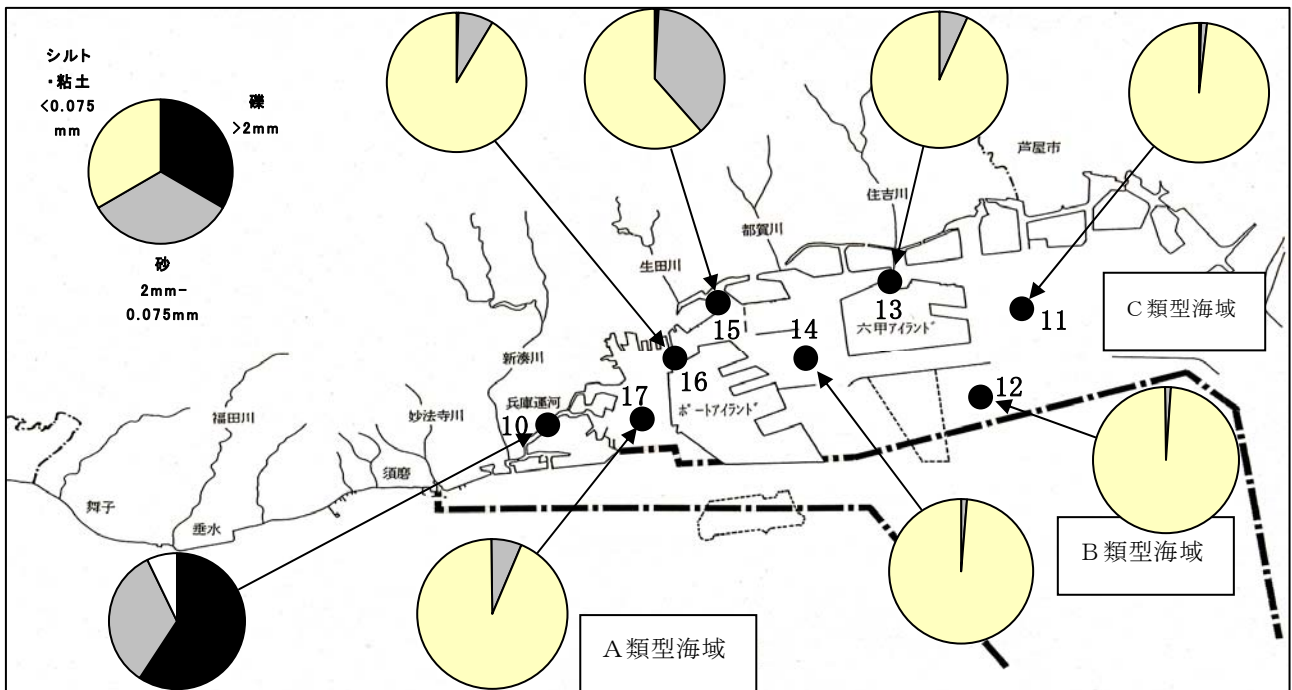 シルト
・粘土
<0.075
mm
礫
>2mm
砂
2mm-
0.075mm
芦屋市
住吉川
都賀川
生田川
新湊川
兵庫運河
妙法寺川
福田川
須磨
舞子
垂水
六甲アイランド
ポートアイランド
10
11
12
13
14
15
16
17
C類型海域
B類型海域
A類型海域